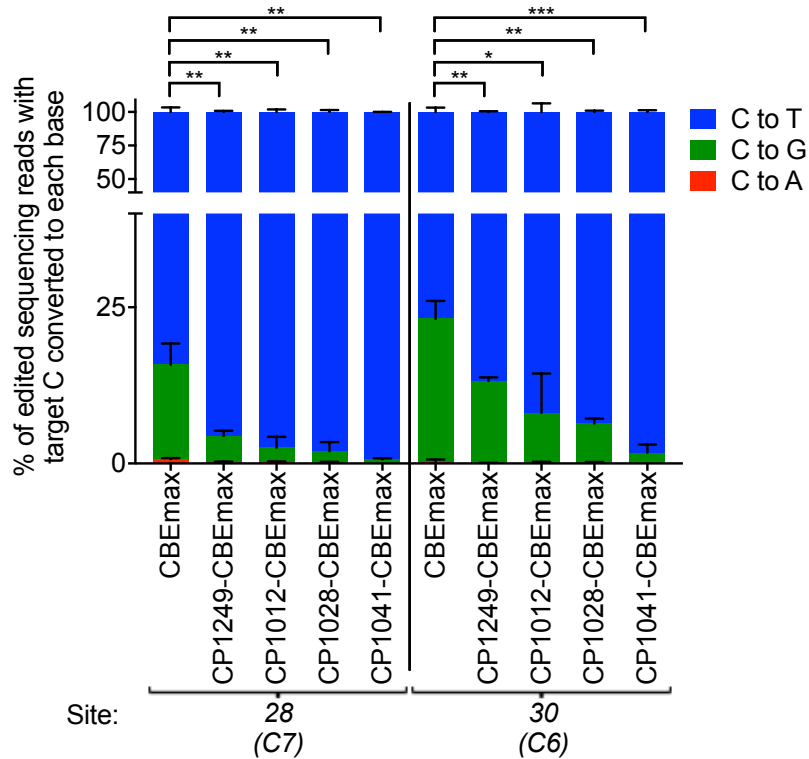 **
**
**
**
***
**
*
**
% of edited sequencing reads with
target C converted to each base
100
75
50
25
0
C to T
C to G
C to A
CBEmax
CP1249-CBEmax
CP1012-CBEmax
CP1028-CBEmax
CP1041-CBEmax
CBEmax
CP1249-CBEmax
CP1012-CBEmax
CP1028-CBEmax
CP1041-CBEmax
Site:
28
(C7)
30
(C6)